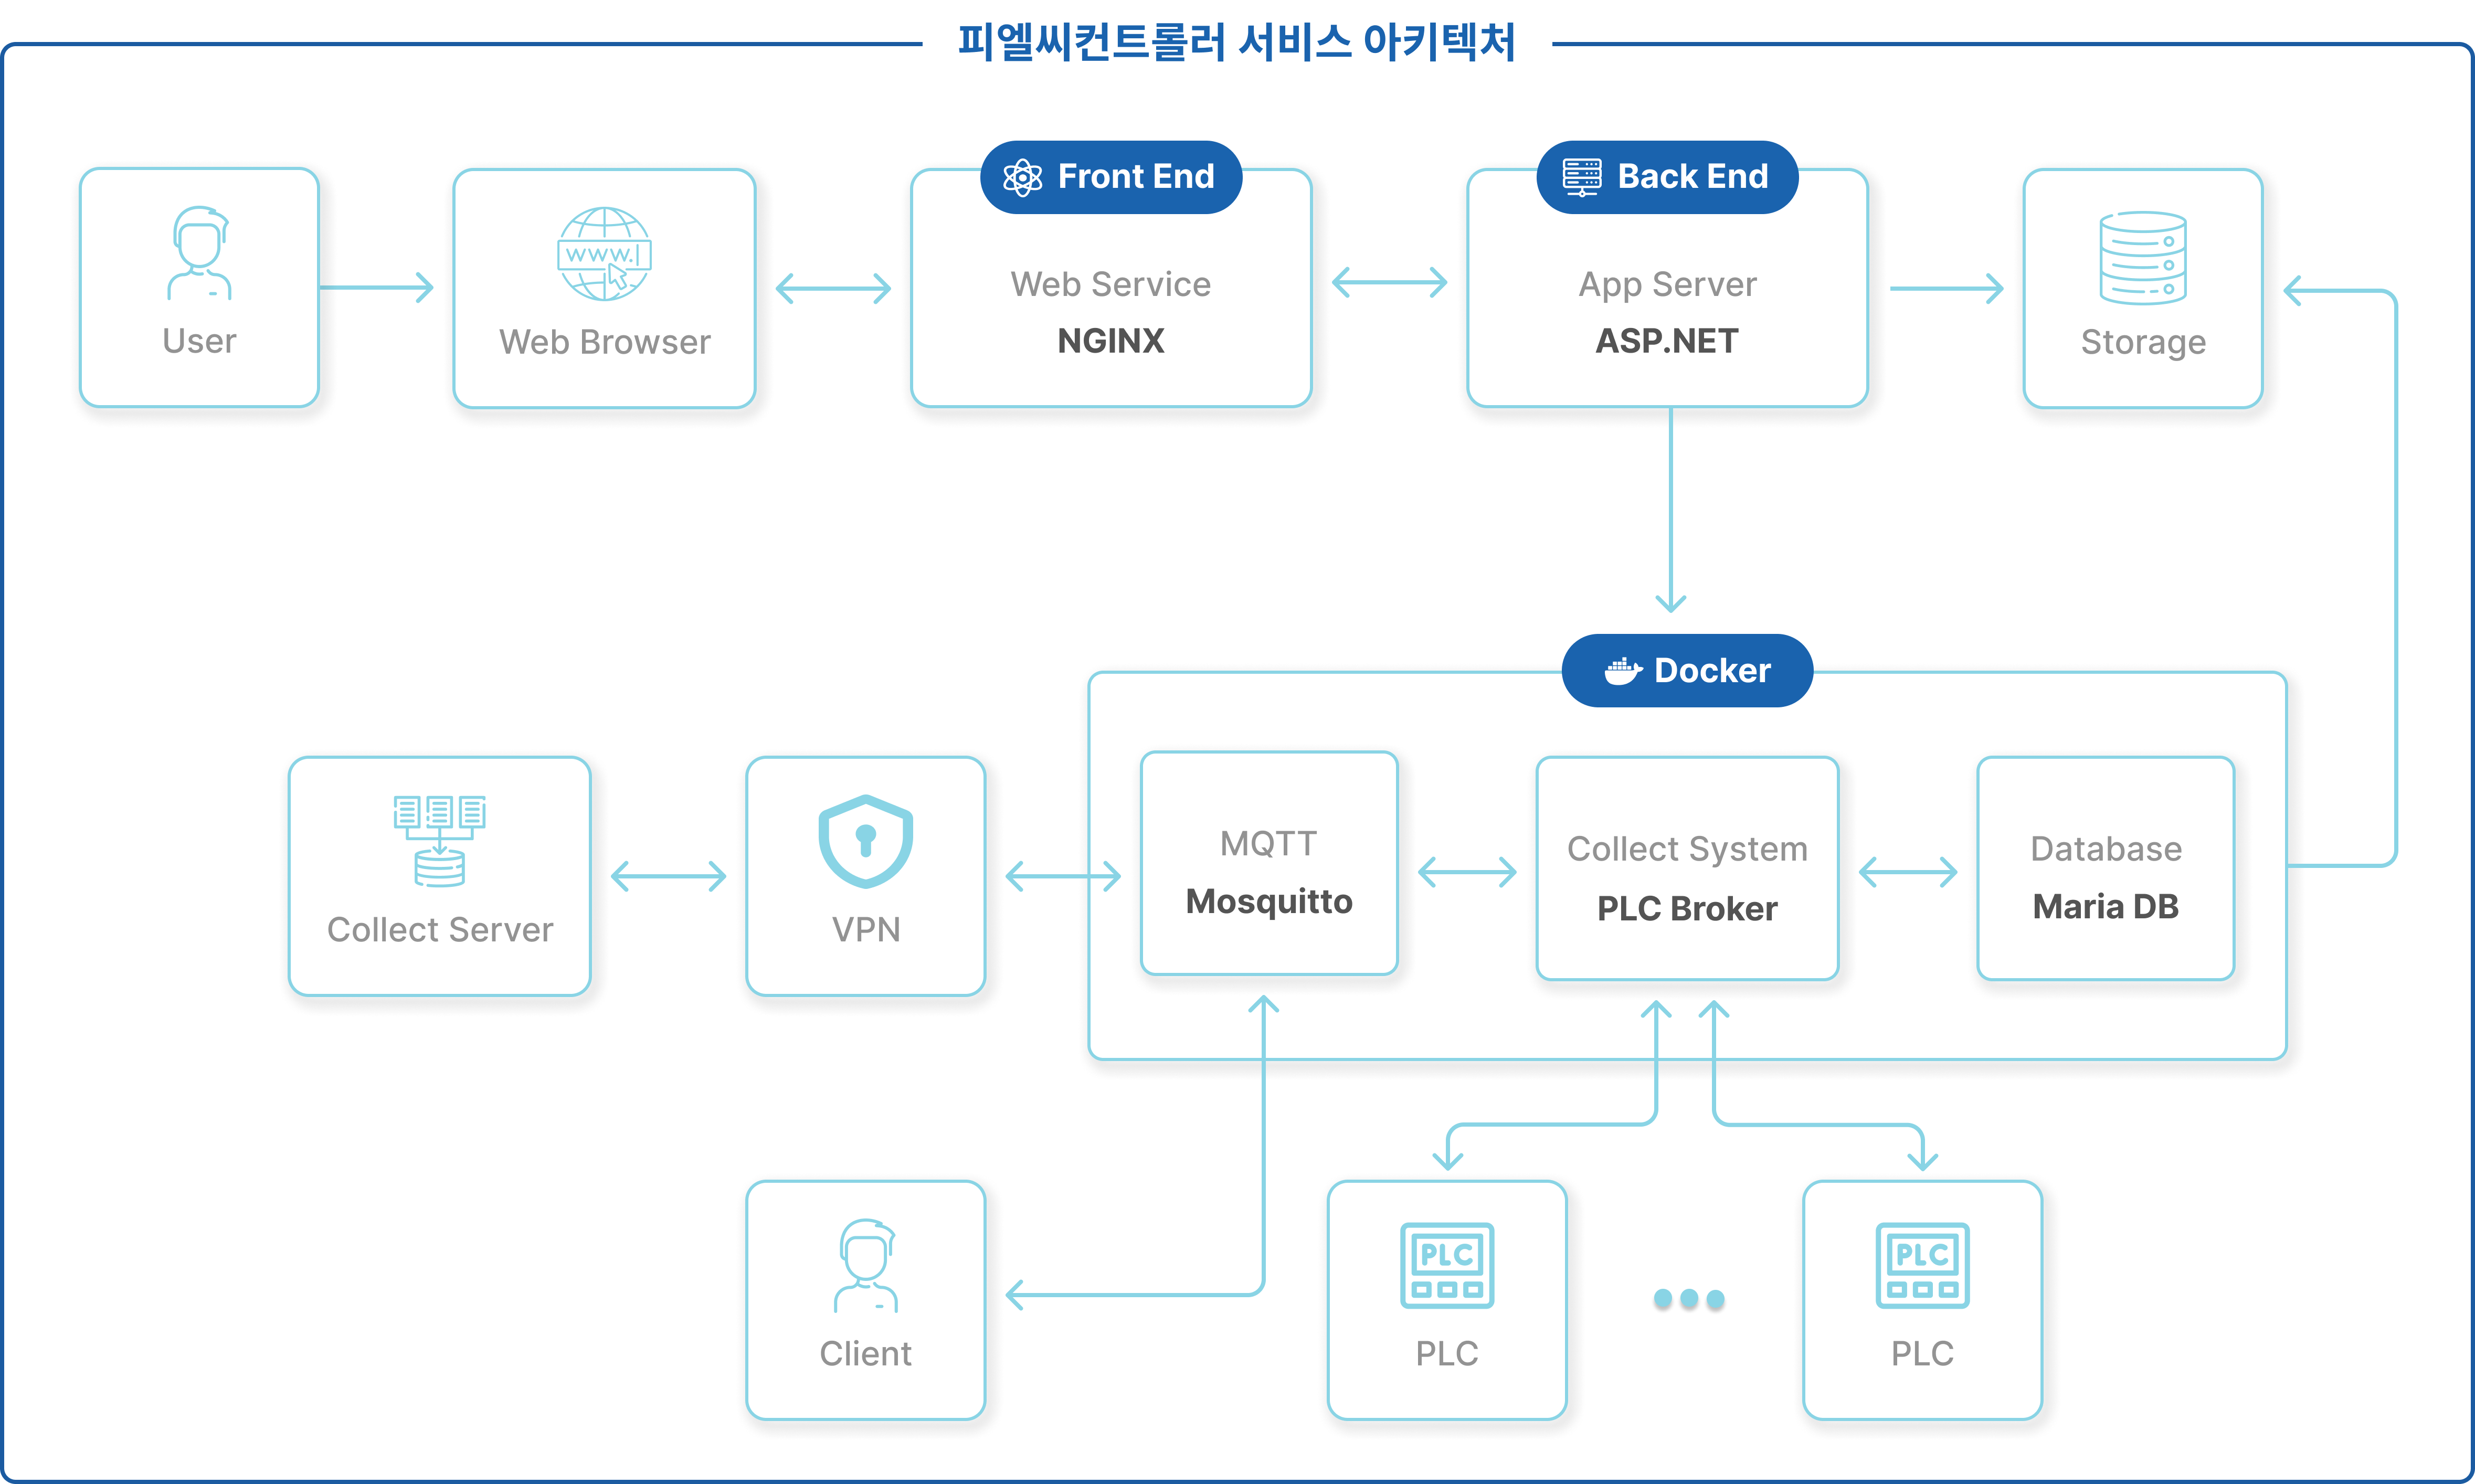 피엘씨컨트롤러 서비스 아키텍처
Front End
Back End
User
www.
Web Browser
Web Service
NGINX
App Server
ASP.NET
Storage
Docker
Collect Server
VPN
MQTT
Mosquitto
Collect System
PLC Broker
Database
Maria DB
Client
PLC
PLC
PLC
PLC